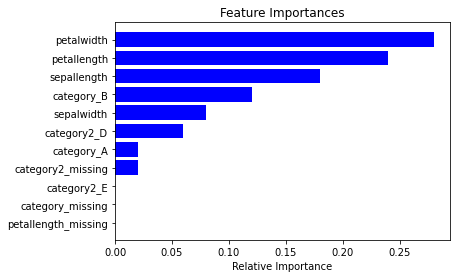 Feature Importances
petalwidth
petallength
sepallength
category_B
sepalwidth
category2_D
category_A
category2_missing
category2_E
category_missing
petallength_missing
0.00 0.05 0.10 0.15 0.20 0.25
Relative Importance